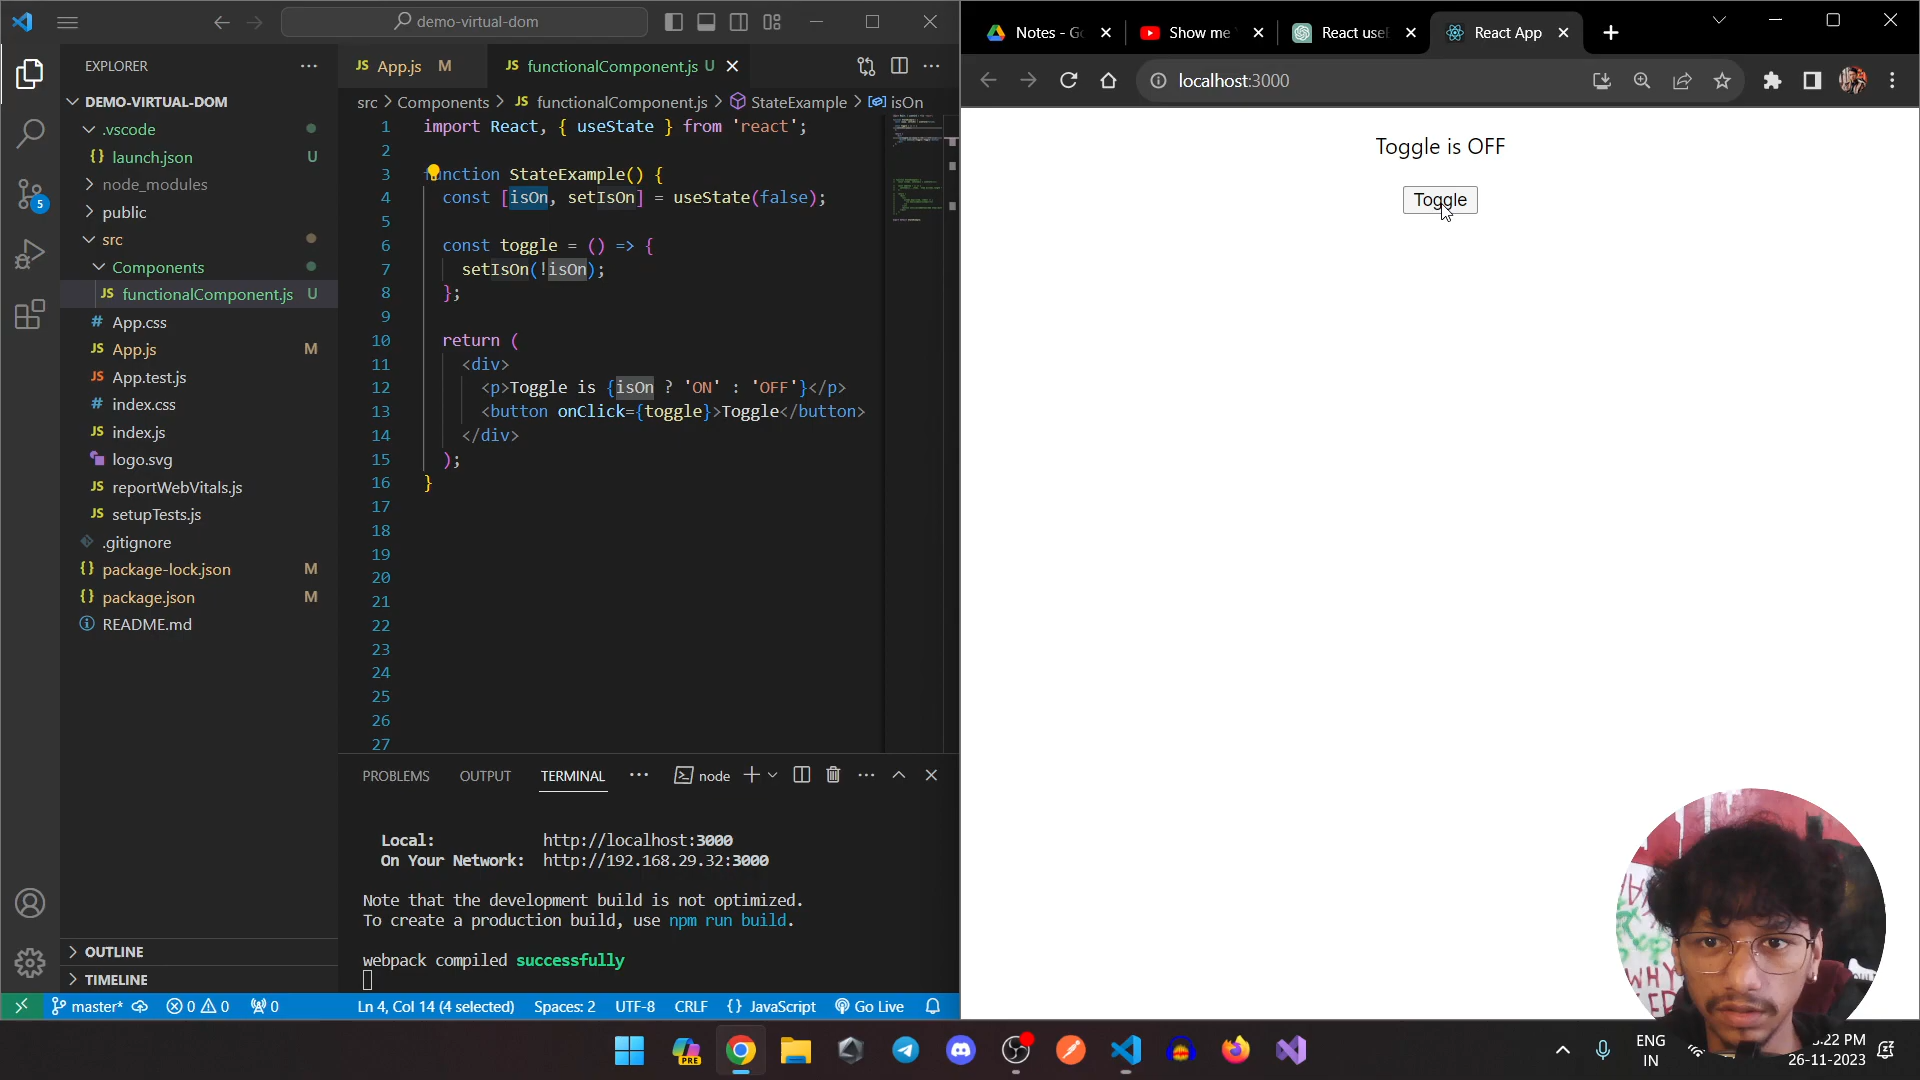 demo-virtual-dom
EXPLORER
DEMO-VIRTUAL-DOM
.vscode
launch.json U
node_modules
public
src
Components
functionalComponent.js U
App.css
App.js M
App.test.js
index.css
index.js
logo.svg
reportWebVitals.js
setupTests.js
.gitignore
package-lock.json M
package.json M
README.md
OUTLINE
TIMELINE
App.js M
functionalComponent.js U
src > Components > functionalComponent.js > StateExample > isOn
1 import React, { useState } from 'react';
2
3 function StateExample() {
4 const [isOn, setIsOn] = useState(false);
5
6 const toggle = () => {
7 setIsOn(!isOn);
8 };
9
10 return (
11 <div>
12 <p>Toggle is {isOn ? 'ON' : 'OFF'}</p>
13 <button onClick={toggle}>Toggle</button>
14 </div>
15 );
16 }
17
18
19
20
21
22
23
24
25
26
27
PROBLEMS OUTPUT TERMINAL node
Local: http://localhost:3000
On Your Network: http://192.168.29.32:3000
Note that the development build is not optimized.
To create a production build, use npm run build.
webpack compiled successfully
5
master* 0 0 0 Ln 4, Col 14 (4 selected) Spaces: 2 UTF-8 CRLF {} JavaScript Go Live
Notes - Go
Show me
React useE
React App
localhost:3000
Toggle is OFF
Toggle
PRE
ENG
IN
:22 PM
26-11-2023